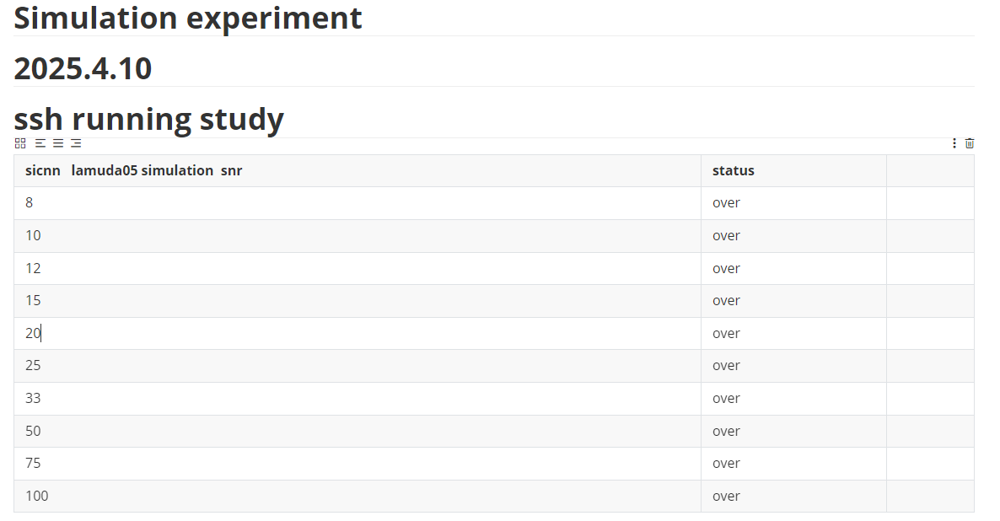 Simulation experiment
2025.4.10
ssh running study
sicnn lamuda05 simulation snr status
8 over
10 over
12 over
15 over
20 over
25 over
33 over
50 over
75 over
100 over